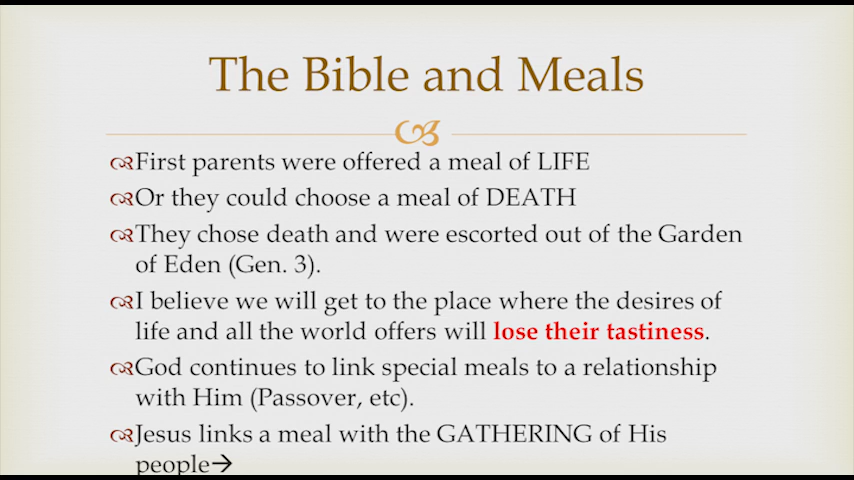 The Bible and Meals
First parents were offered a meal of LIFE
Or they could choose a meal of DEATH
They chose death and were escorted out of the Garden
of Eden (Gen. 3).
I believe we will get to the place where the desires of
life and all the world offers will lose their tastiness.
God continues to link special meals to a relationship
with Him (Passover, etc).
Jesus links a meal with the GATHERING of His
people→